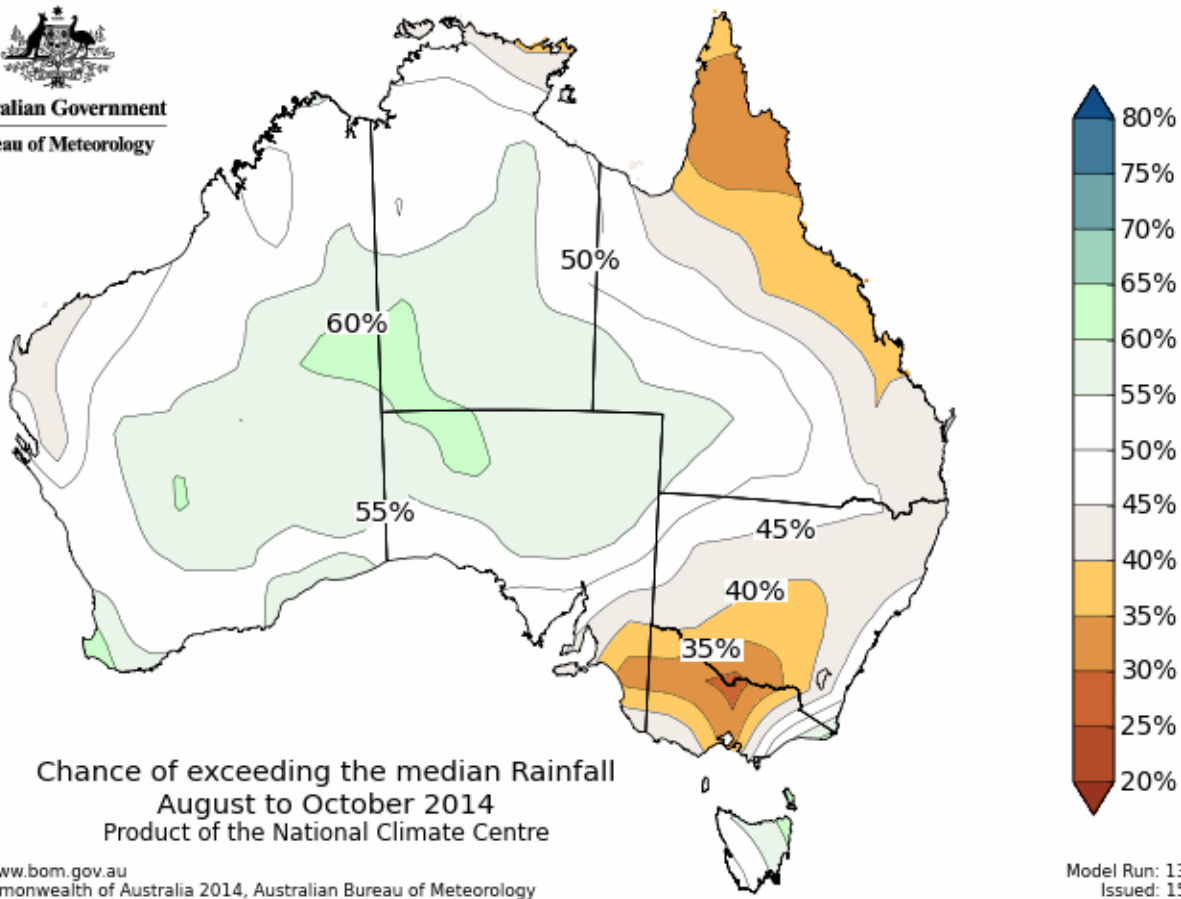 alian Government
eau of Meteorology
80%
75%
70%
65%
60%
55%
50%
45%
40%
35%
30%
25%
20%
50%
60%
55%
45%
40%
35%
Chance of exceeding the median Rainfall
August to October 2014
Product of the National Climate Centre
ww.bom.gov.au
mmonwealth of Australia 2014, Australian Bureau of Meteorology
Model Run: 13
Issued: 15